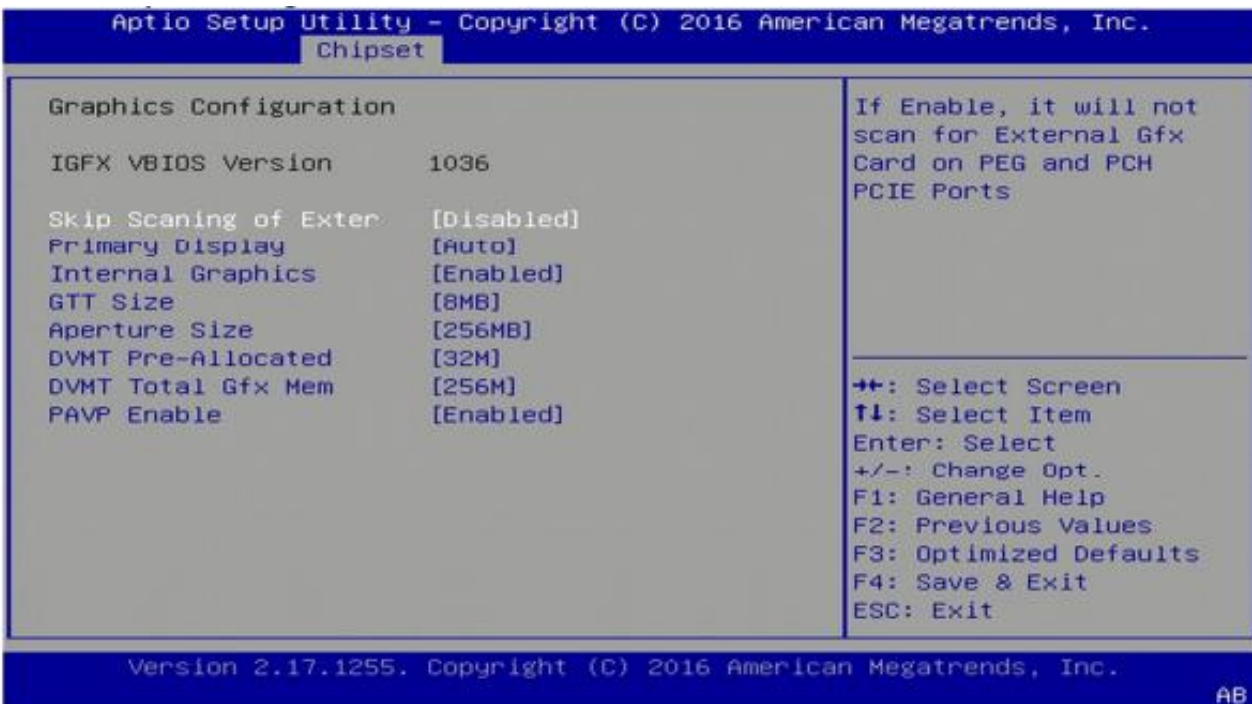 Aptio Setup Utility – Copyright (C) 2016 American Megatrends, Inc.
Chipset
Graphics Configuration
IGFX VBIOS Version 1036
Skip Scaning of Exter [Disabled]
Primary Display [Auto]
Internal Graphics [Enabled]
GTT Size [8MB]
Aperture Size [256MB]
DVMT Pre-Allocated [32M]
DVMT Total Gfx Mem [256M]
PAVP Enable [Enabled]
If Enable, it will not
scan for External Gfx
Card on PEG and PCH
PCIE Ports
→←: Select Screen
↑↓: Select Item
Enter: Select
+/-: Change Opt.
F1: General Help
F2: Previous Values
F3: Optimized Defaults
F4: Save & Exit
ESC: Exit
Version 2.17.1255. Copyright (C) 2016 American Megatrends, Inc.
AB